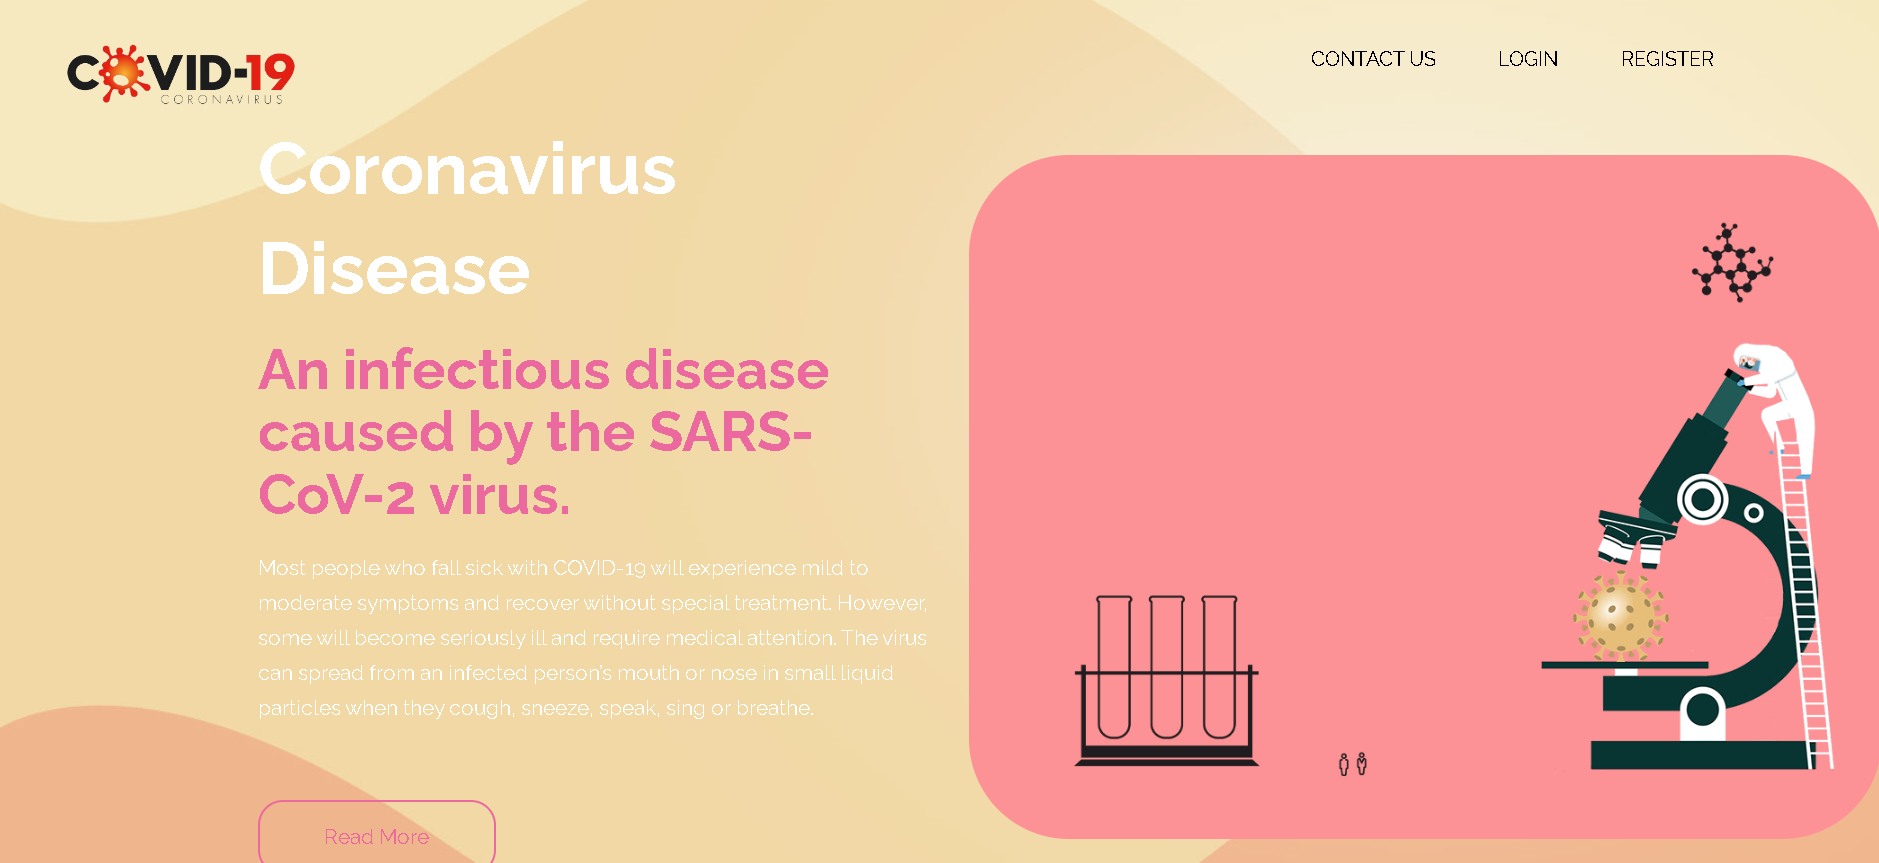 COVID-19
CORONAVIRUS
CONTACT US
LOGIN
REGISTER
Coronavirus
Disease
An infectious disease
caused by the SARS-
CoV-2 virus.
Most people who fall sick with COVID-19 will experience mild to
moderate symptoms and recover without special treatment. However,
some will become seriously ill and require medical attention. The virus
can spread from an infected person's mouth or nose in small liquid
particles when they cough, sneeze, speak, sing or breathe.
Read More